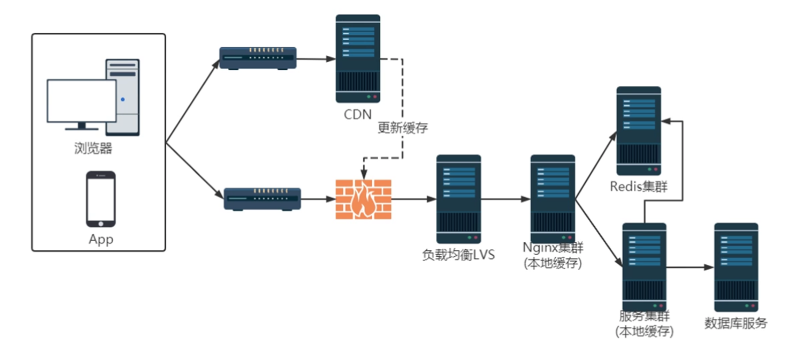 浏览器
App
CDN
更新缓存
负载均衡LVS
Nginx集群
(本地缓存)
Redis集群
服务集群
(本地缓存)
数据库服务